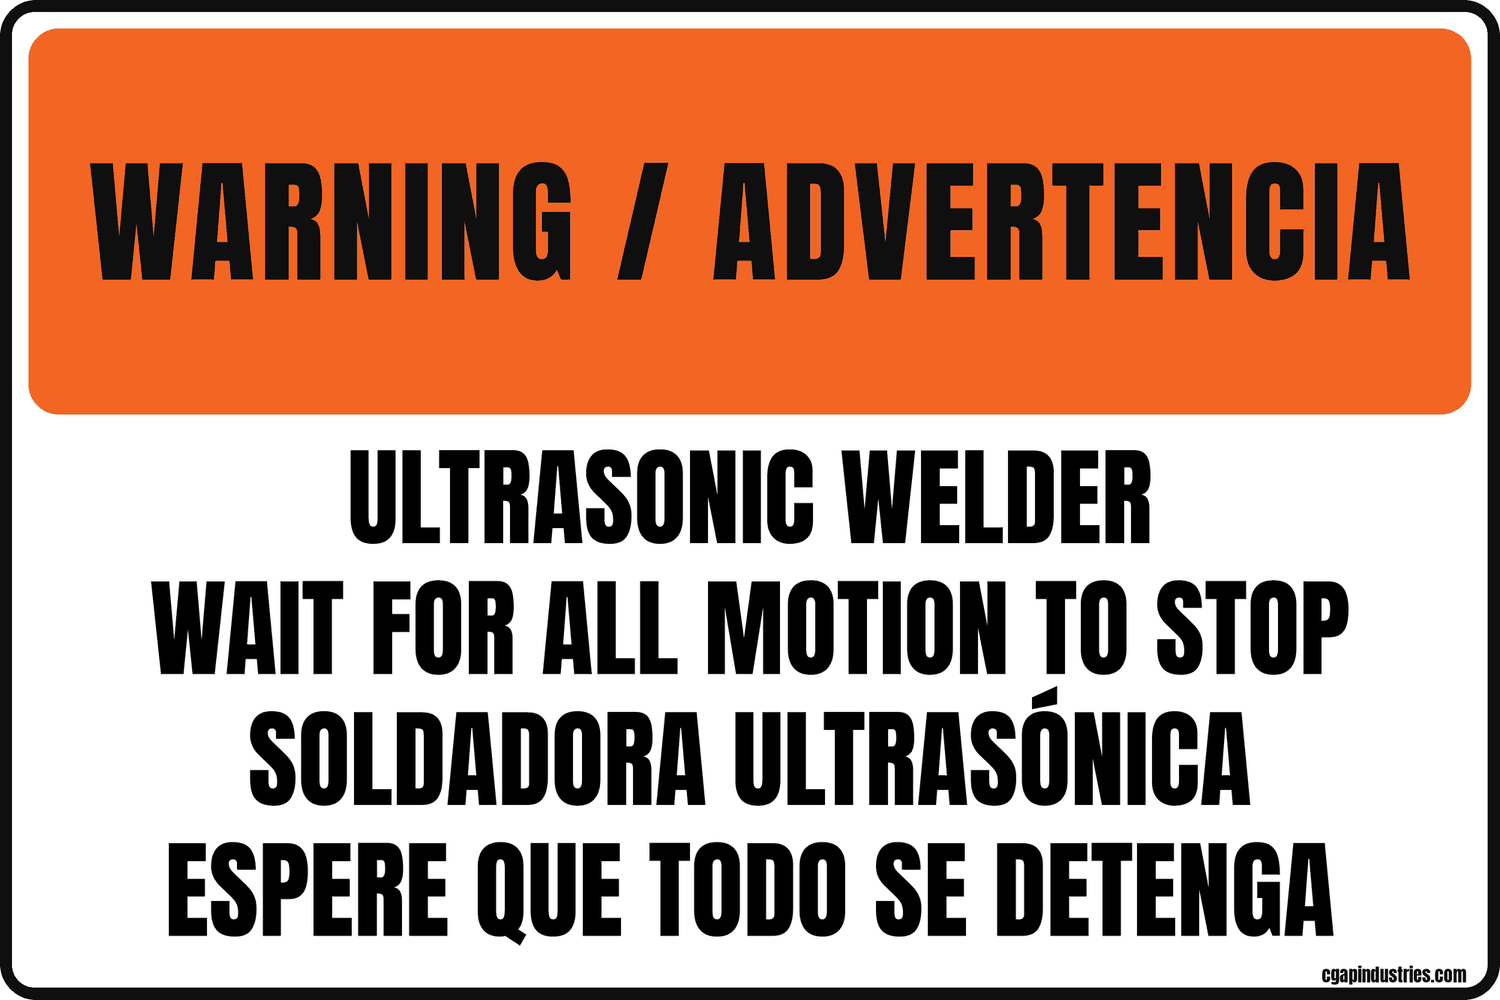 WARNING / ADVERTENCIA
ULTRASONIC WELDER
WAIT FOR ALL MOTION TO STOP
SOLDADORA ULTRASÓNICA
ESPERE QUE TODO SE DETENGA
cgapindustries.com